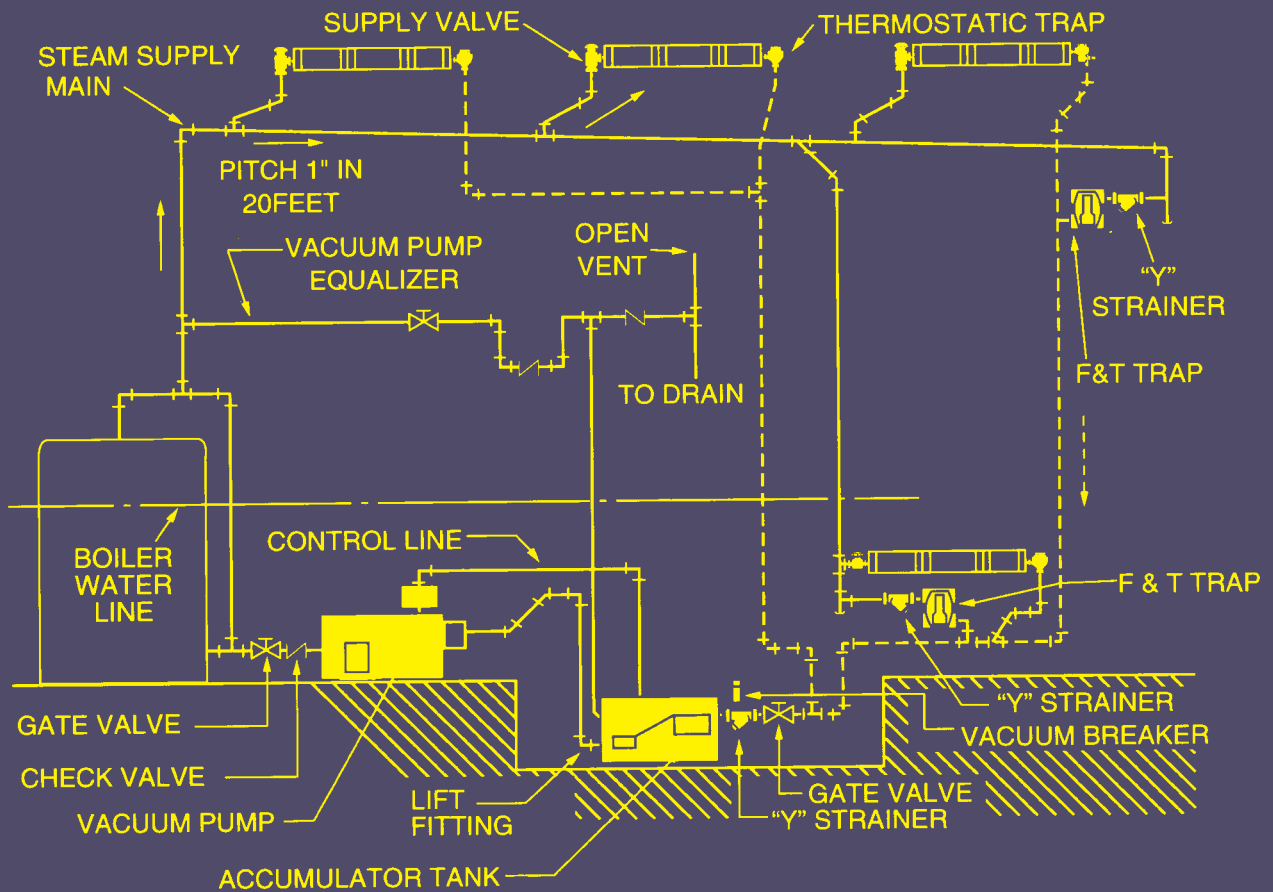 SUPPLY VALVE
THERMOSTATIC TRAP
STEAM SUPPLY
MAIN
PITCH 1" IN
20FEET
VACUUM PUMP
EQUALIZER
OPEN
VENT
“Y”
STRAINER
F&T TRAP
TO DRAIN
BOILER
WATER
LINE
CONTROL LINE
F & T TRAP
“Y” STRAINER
VACUUM BREAKER
GATE VALVE
CHECK VALVE
VACUUM PUMP
LIFT
FITTING
GATE VALVE
“Y” STRAINER
ACCUMULATOR TANK